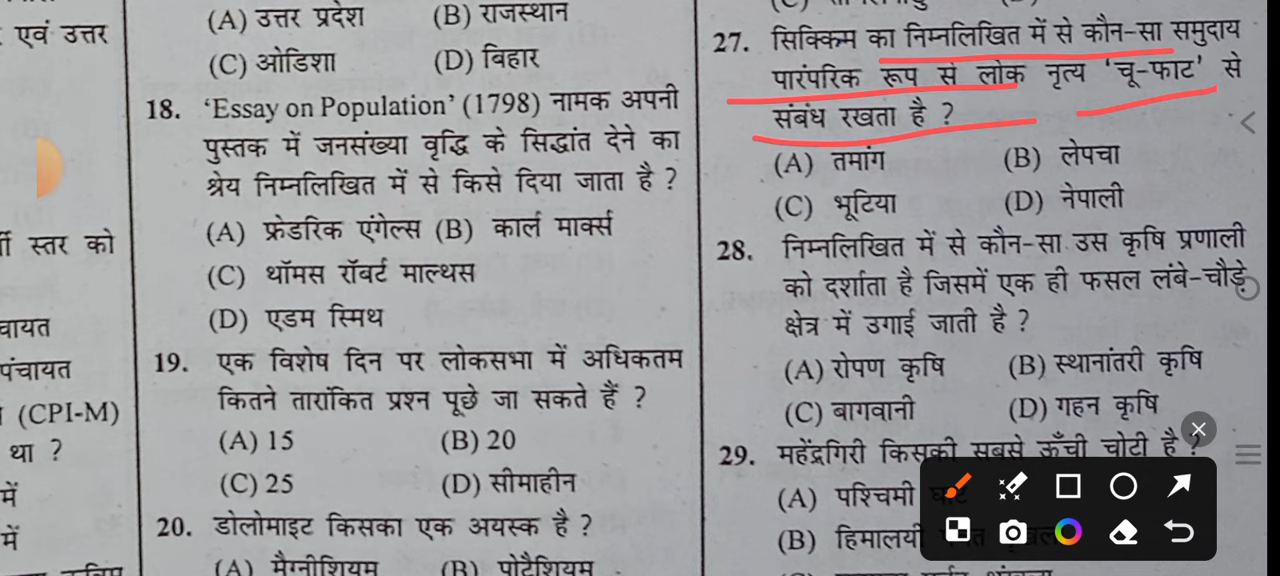 एवं उत्तर
स्तर को
पंचायत
(CPI-M)
था ?
में
में
(A) उत्तर प्रदेश (B) राजस्थान
(C) ओडिशा (D) बिहार
18. ‘Essay on Population’ (1798) नामक अपनी
पुस्तक में जनसंख्या वृद्धि के सिद्धांत देने का
श्रेय निम्नलिखित में से किसे दिया जाता है ?
(A) फ्रेडरिक एंगेल्स (B) कार्ल मार्क्स
(C) थॉमस रॉबर्ट माल्थस
(D) एडम स्मिथ
19. एक विशेष दिन पर लोकसभा में अधिकतम
कितने तारांकित प्रश्न पूछे जा सकते हैं ?
(A) 15 (B) 20
(C) 25 (D) सीमाहीन
20. डोलोमाइट किसका एक अयस्क है ?
(A) मैग्नीशियम (B) पोटैशियम
27. सिक्किम का निम्नलिखित में से कौन-सा समुदाय
पारंपरिक रूप से लोक नृत्य ‘चू-फाट’ से
संबंध रखता है ?
(A) तमांग (B) लेपचा
(C) भूटिया (D) नेपाली
28. निम्नलिखित में से कौन-सा उस कृषि प्रणाली
को दर्शाता है जिसमें एक ही फसल लंबे-चौड़े
क्षेत्र में उगाई जाती है ?
(A) रोपण कृषि (B) स्थानांतरी कृषि
(C) बागवानी (D) गहन कृषि
29. महेंद्रगिरी किसकी सबसे ऊँची चोटी है ?
(A) पश्चिमी घाट
(B) हिमालयी